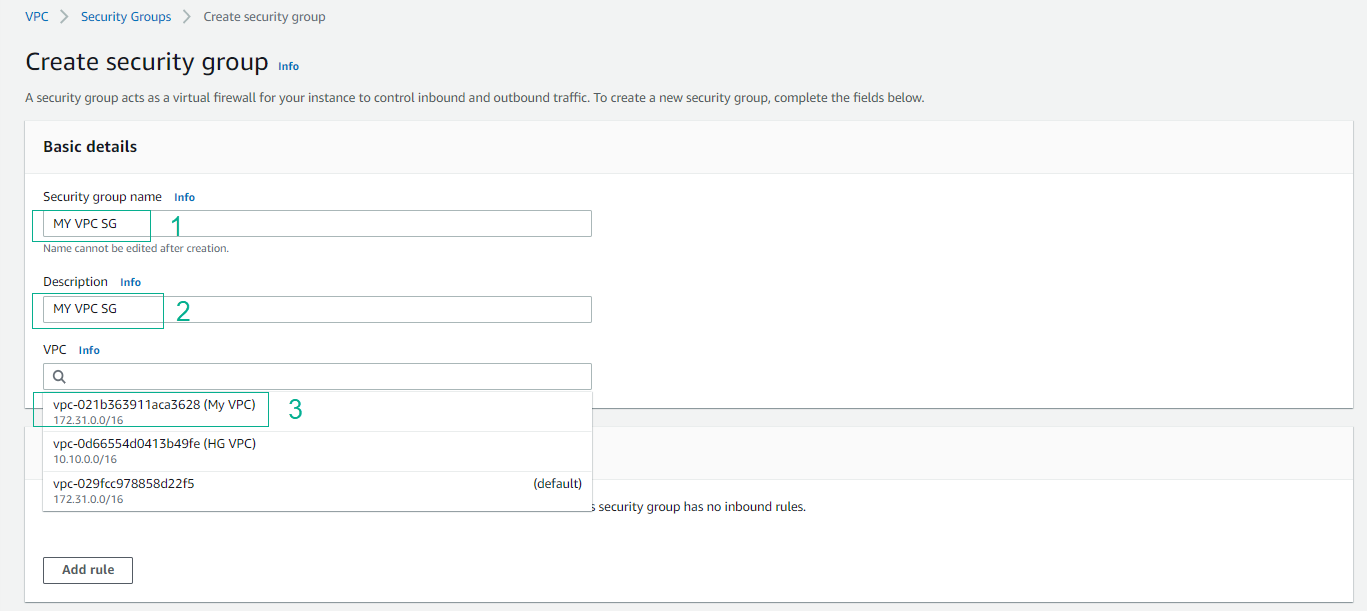 VPC > Security Groups > Create security group
Create security group Info
A security group acts as a virtual firewall for your instance to control inbound and outbound traffic. To create a new security group, complete the fields below.
Basic details
Security group name Info
MY VPC SG 1
Name cannot be edited after creation.
Description Info
MY VPC SG 2
VPC Info
vpc-021b363911aca3628 (My VPC) 3
172.31.0.0/16
vpc-0d66554d0413b49fe (HG VPC)
10.10.0.0/16
vpc-029fcc978858d22f5 (default)
172.31.0.0/16
s security group has no inbound rules.
Add rule